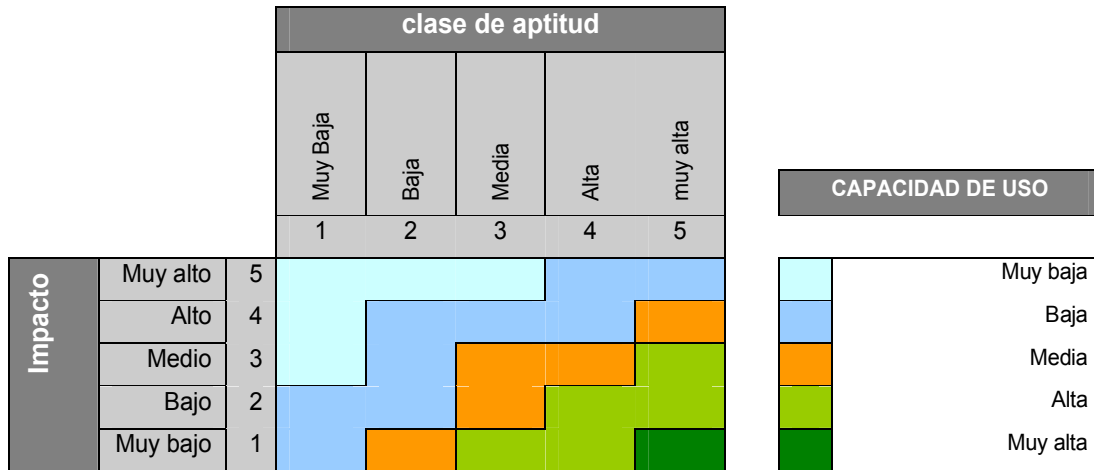 clase de aptitud
Muy Baja
Baja
Media
Alta
muy alta
CAPACIDAD DE USO
1 2 3 4 5
Impacto
Muy alto 5
Muy baja
Alto 4
Baja
Medio 3
Media
Bajo 2
Alta
Muy bajo 1
Muy alta